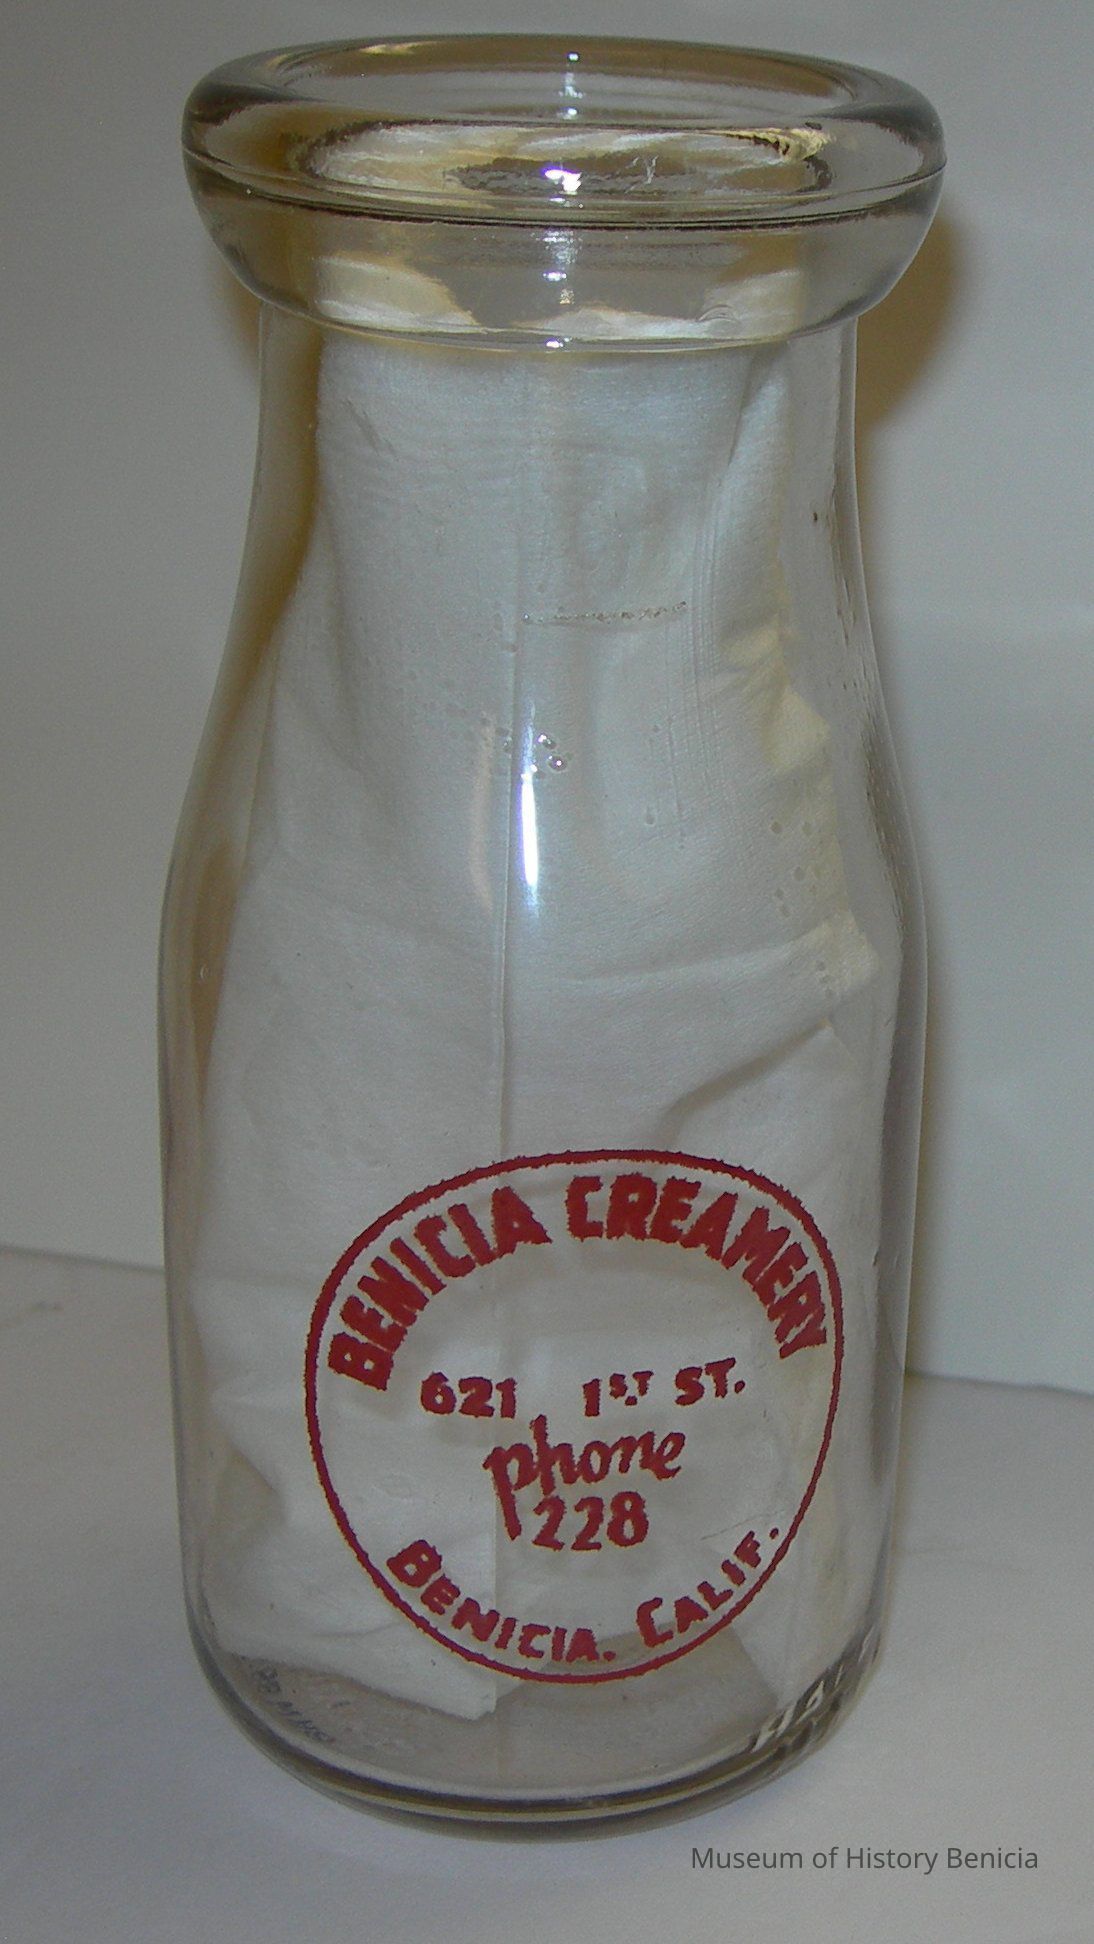 BENICIA CREAMERY
621 1ST ST.
phone
228
BENICIA. CALIF.
Museum of History Benicia